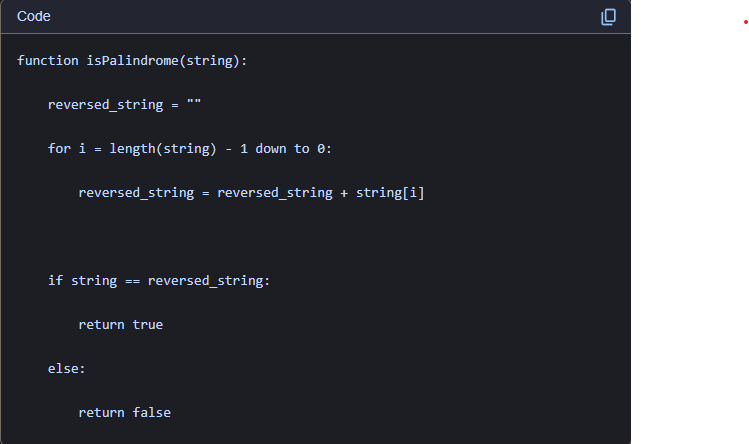 Code
function isPalindrome(string):
    reversed_string = ""
    for i = length(string) - 1 down to 0:
        reversed_string = reversed_string + string[i]
    if string == reversed_string:
        return true
    else:
        return false